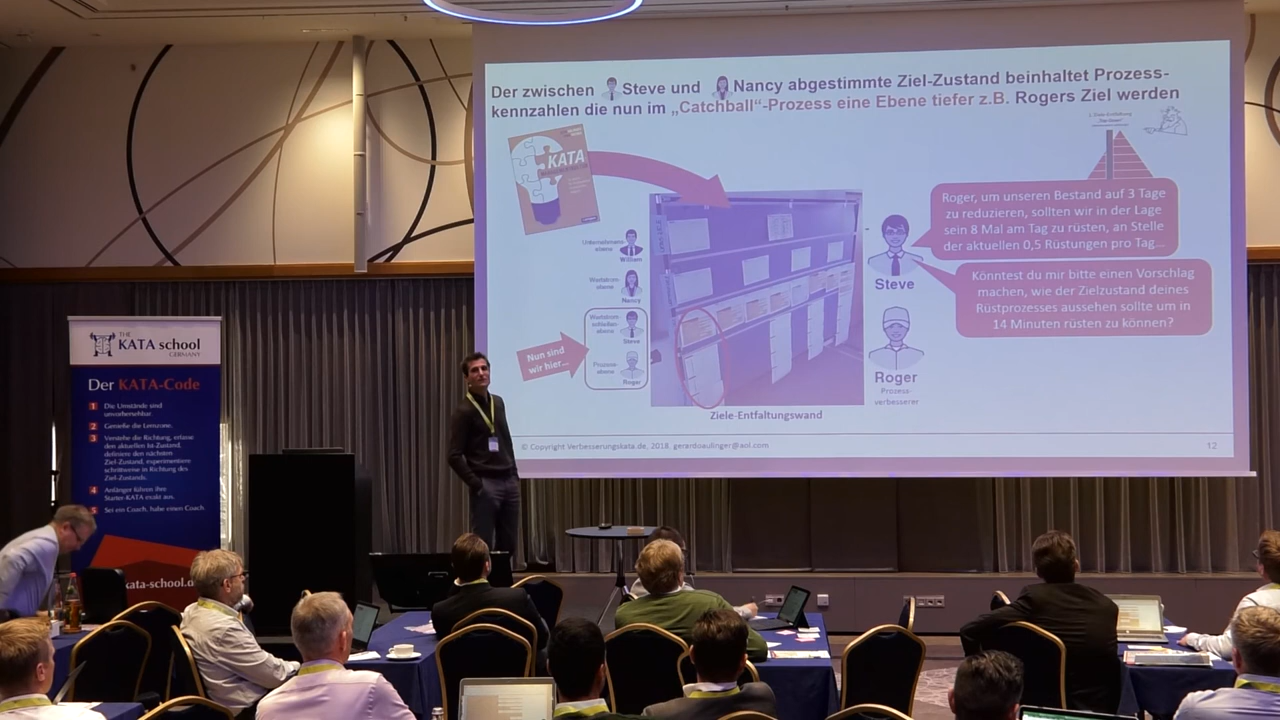 Der zwischen Steve und Nancy abgestimmte Ziel-Zustand beinhaltet Prozess-
kennzahlen die nun im „Catchball“-Prozess eine Ebene tiefer z.B. Rogers Ziel werden
KATA
Unternehmens-
ebene
William
Wertstrom-
ebene
Nancy
Wertstrom-
schleifen-
ebene
Steve
Prozess-
ebene
Roger
Nun sind
wir hier...
Ziele-Entfaltungswand
Roger, um unseren Bestand auf 3 Tage
zu reduzieren, sollten wir in der Lage
sein 8 Mal am Tag zu rüsten, an Stelle
der aktuellen 0,5 Rüstungen pro Tag...
Steve
Könntest du mir bitte einen Vorschlag
machen, wie der Zielzustand deines
Rüstprozesses aussehen sollte um in
14 Minuten rüsten zu können?
Roger
Prozess-
verbesserer
© Copyright Verbesserungskata.de, 2018. gerardoaulinger@aol.com
12
THE
KATA school
GERMANY
Der KATA-Code
1 Die Umstände sind
unvorhersehbar.
2 Genieße die Lernzone.
3 Verstehe die Richtung, erfasse
den aktuellen Ist-Zustand,
definiere den nächsten
Ziel-Zustand, experimentiere
schrittweise in Richtung des
Ziel-Zustands.
4 Anfänger führen ihre
Starter-KATA exakt aus.
5 Sei ein Coach, habe einen Coach.
kata-school.d